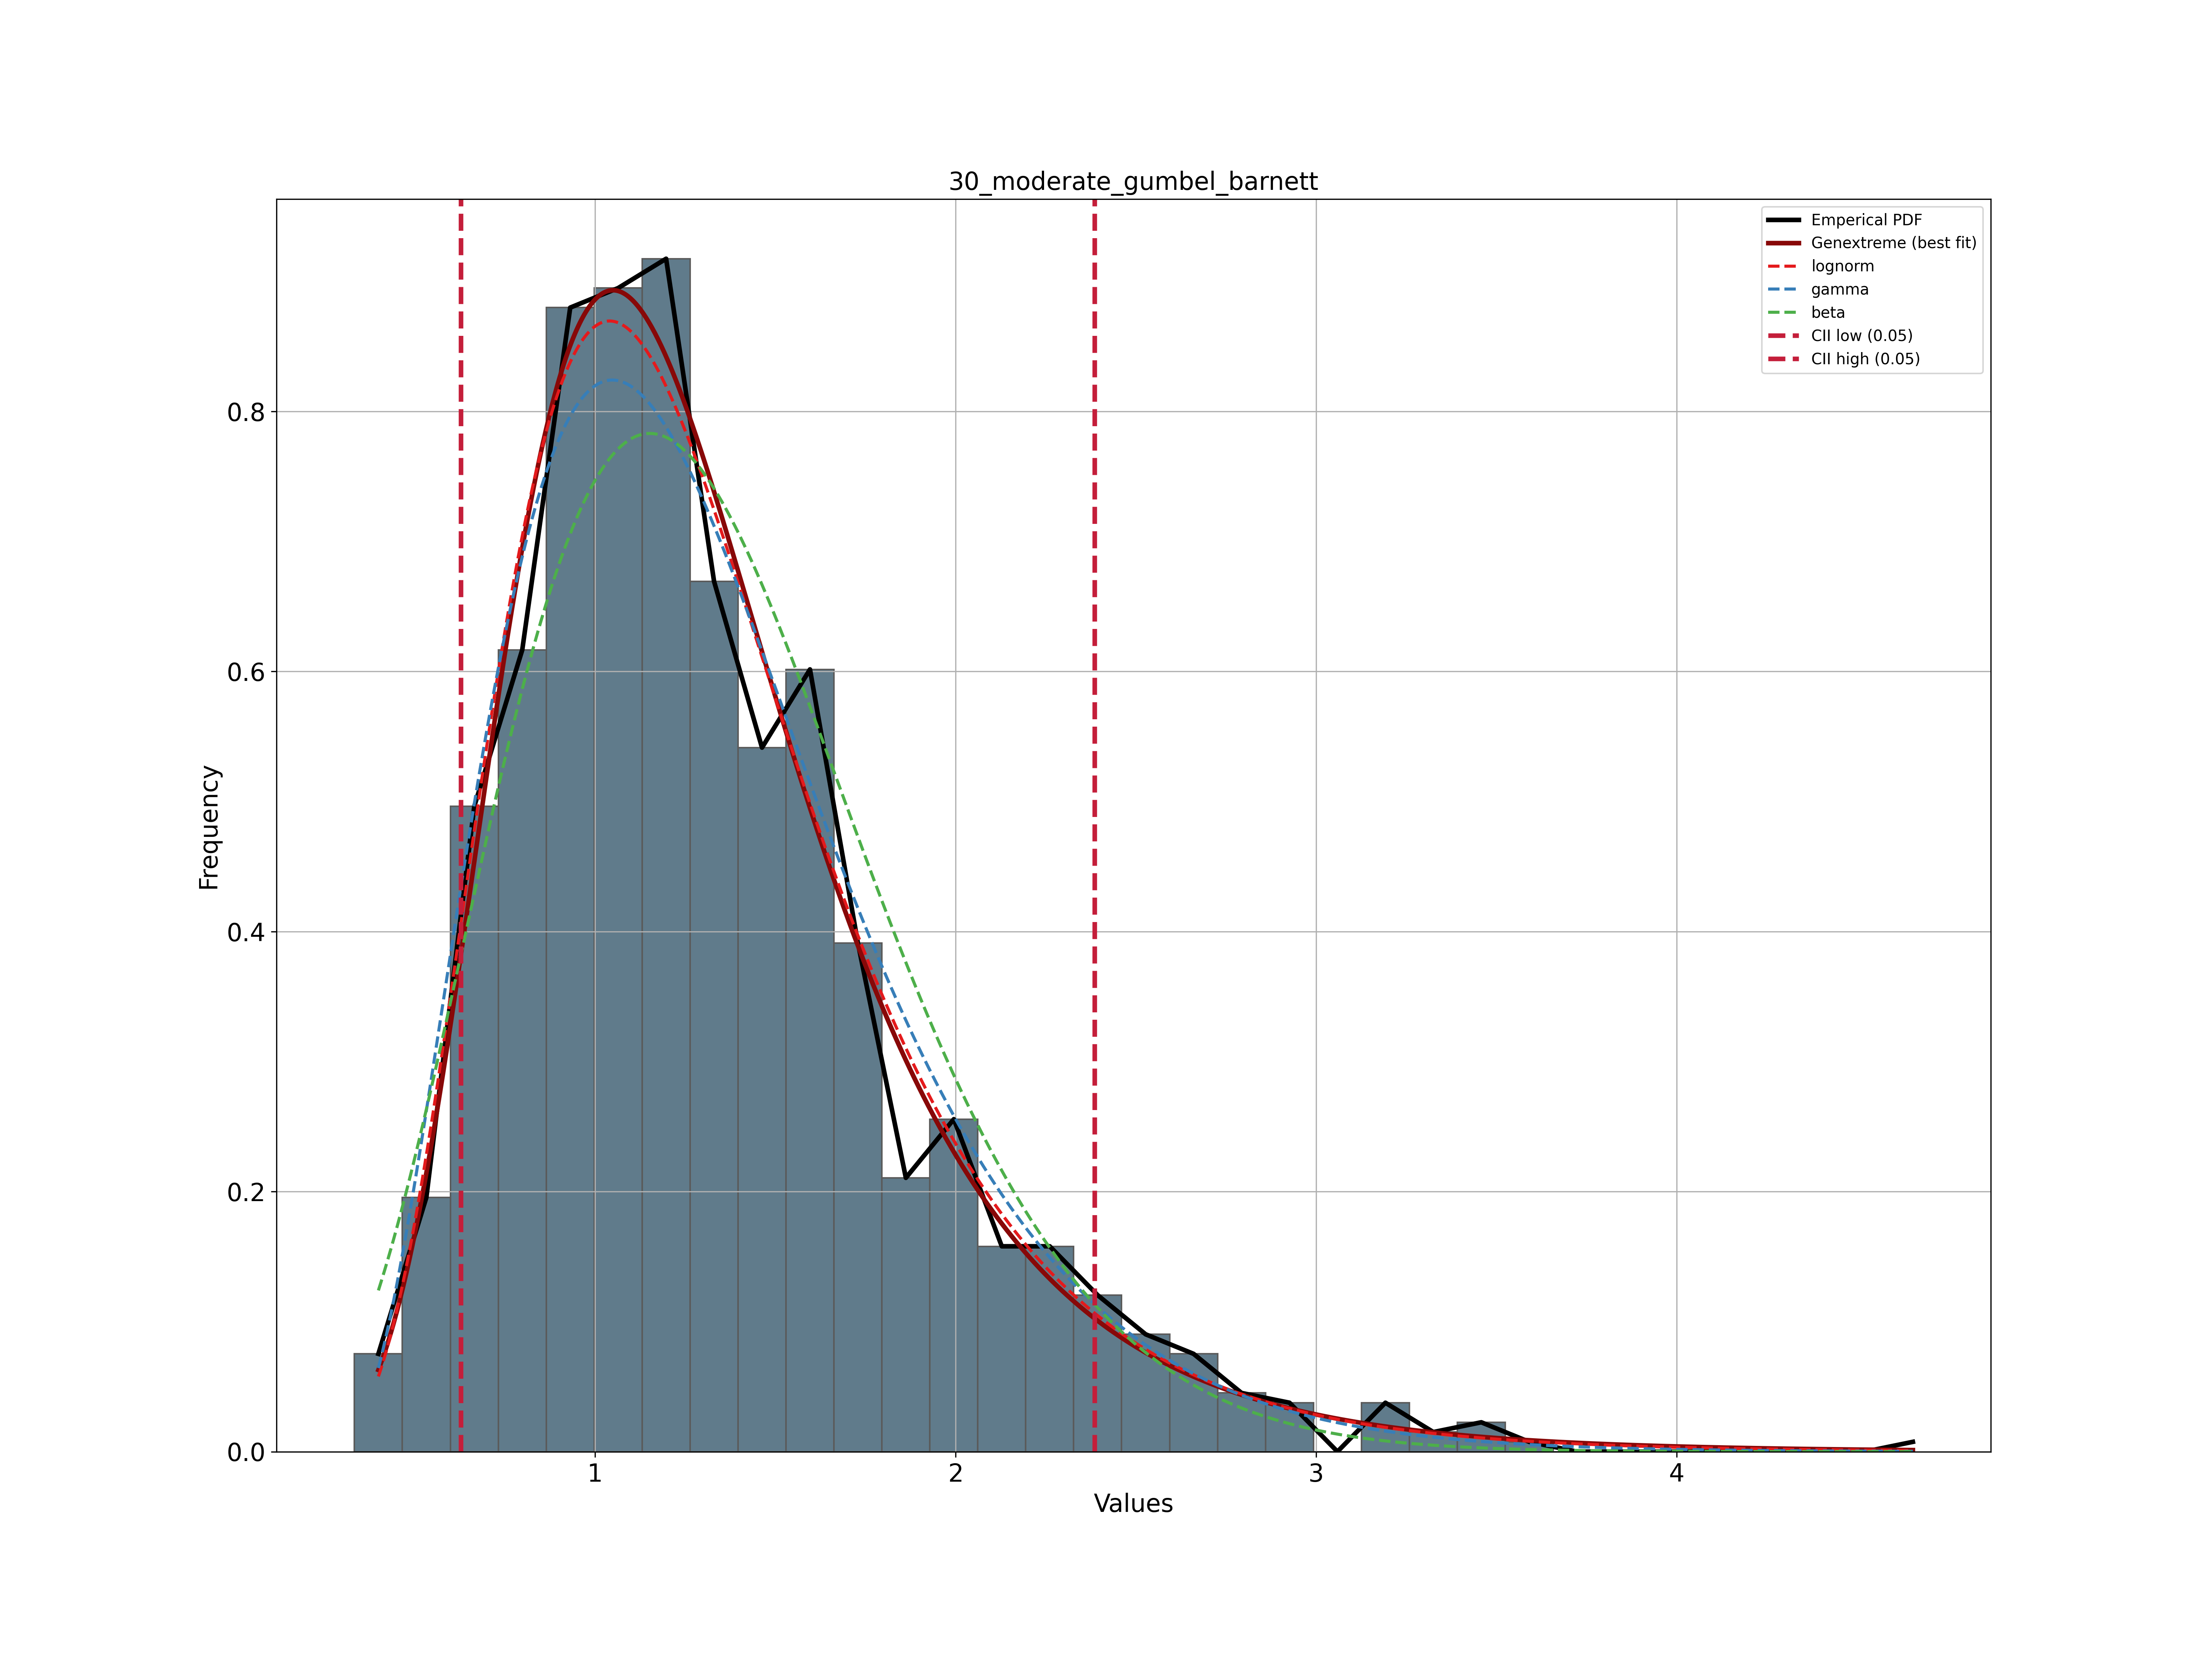 30_moderate_gumbel_barnett
Emperical PDF
Genextreme (best fit)
lognorm
gamma
beta
CII low (0.05)
CII high (0.05)
0.8
0.6
0.4
0.2
0.0
Frequency
1 2 3 4
Values